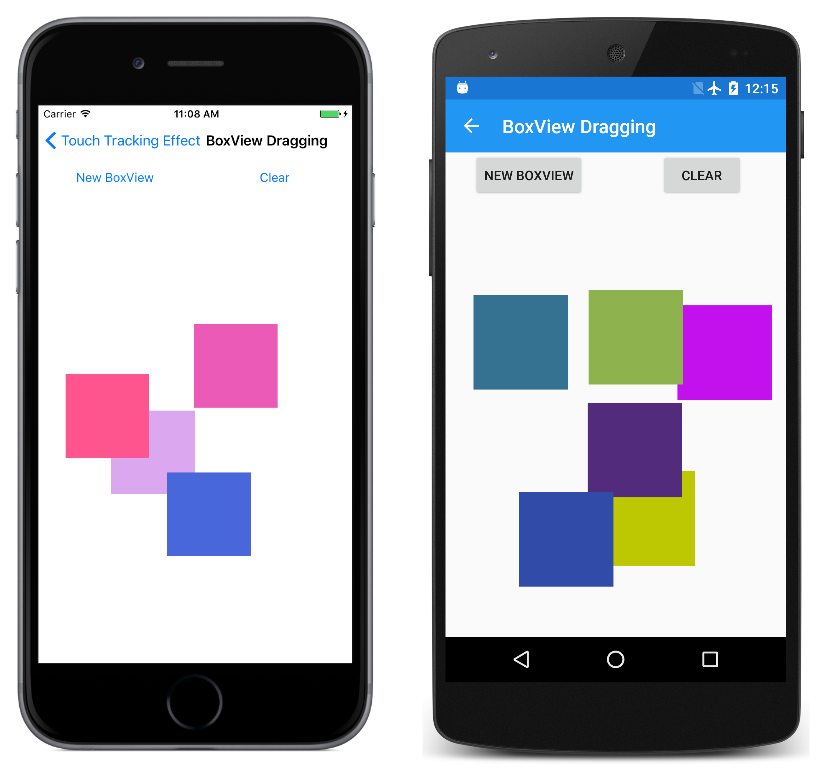 Carrier 11:08 AM
Touch Tracking Effect BoxView Dragging
New BoxView Clear
12:15
BoxView Dragging
NEW BOXVIEW CLEAR